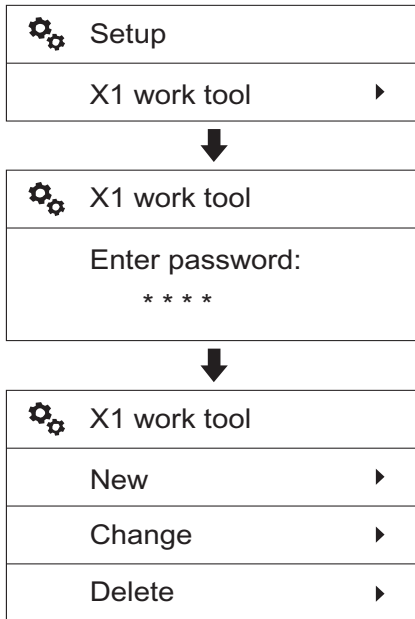 Setup
X1 work tool
X1 work tool
Enter password:
* * * *
X1 work tool
New
Change
Delete